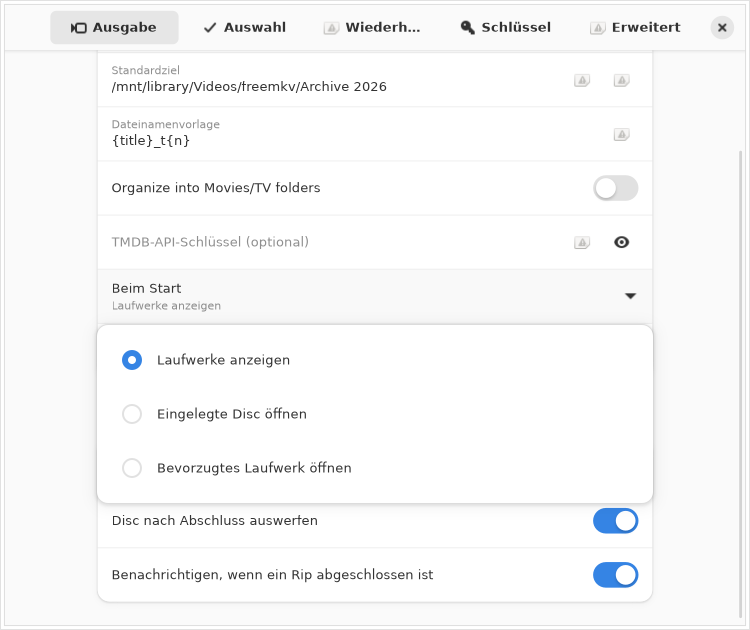 Ausgabe
Auswahl
Wiederh...
Schlüssel
Erweitert
Standardziel
/mnt/library/Videos/freemkv/Archive 2026
Dateinamenvorlage
{title}_t{n}
Organize into Movies/TV folders
TMDB-API-Schlüssel (optional)
Beim Start
Laufwerke anzeigen
Laufwerke anzeigen
Eingelegte Disc öffnen
Bevorzugtes Laufwerk öffnen
Disc nach Abschluss auswerfen
Benachrichtigen, wenn ein Rip abgeschlossen ist